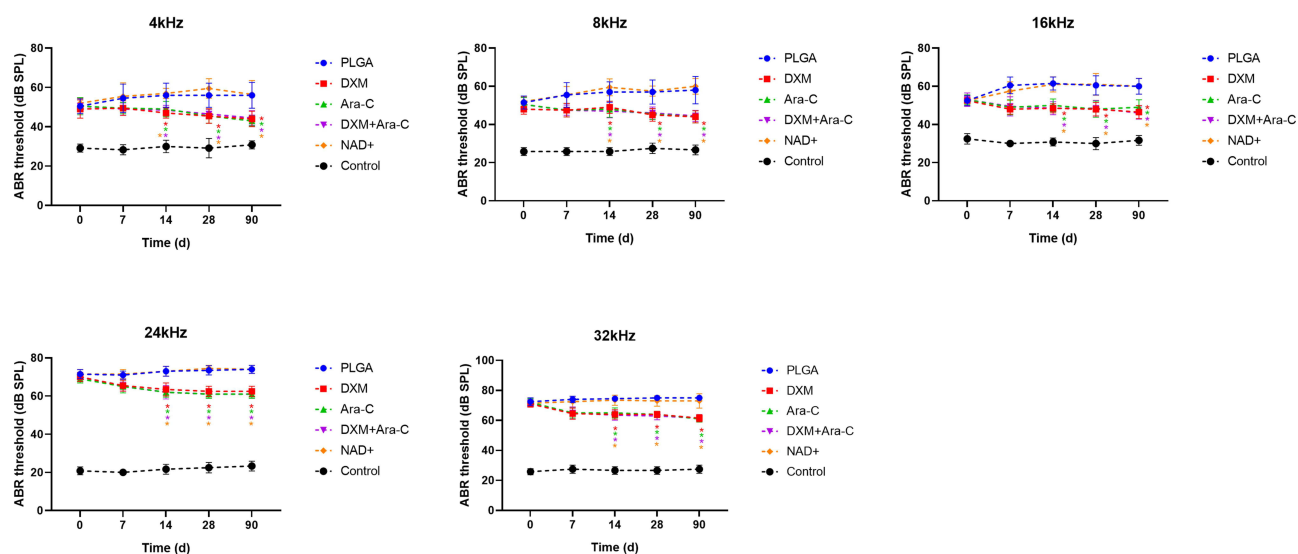 4kHz
ABR threshold (dB SPL)
80
60
40
20
0
0 7 14 28 90
Time (d)
PLGA
DXM
Ara-C
DXM+Ara-C
NAD+
Control
8kHz
ABR threshold (dB SPL)
80
60
40
20
0
0 7 14 28 90
Time (d)
PLGA
DXM
Ara-C
DXM+Ara-C
NAD+
Control
16kHz
ABR threshold (dB SPL)
80
60
40
20
0
0 7 14 28 90
Time (d)
PLGA
DXM
Ara-C
DXM+Ara-C
NAD+
Control
24kHz
ABR threshold (dB SPL)
80
60
40
20
0
0 7 14 28 90
Time (d)
PLGA
DXM
Ara-C
DXM+Ara-C
NAD+
Control
32kHz
ABR threshold (dB SPL)
100
80
60
40
20
0
0 7 14 28 90
Time (d)
PLGA
DXM
Ara-C
DXM+Ara-C
NAD+
Control